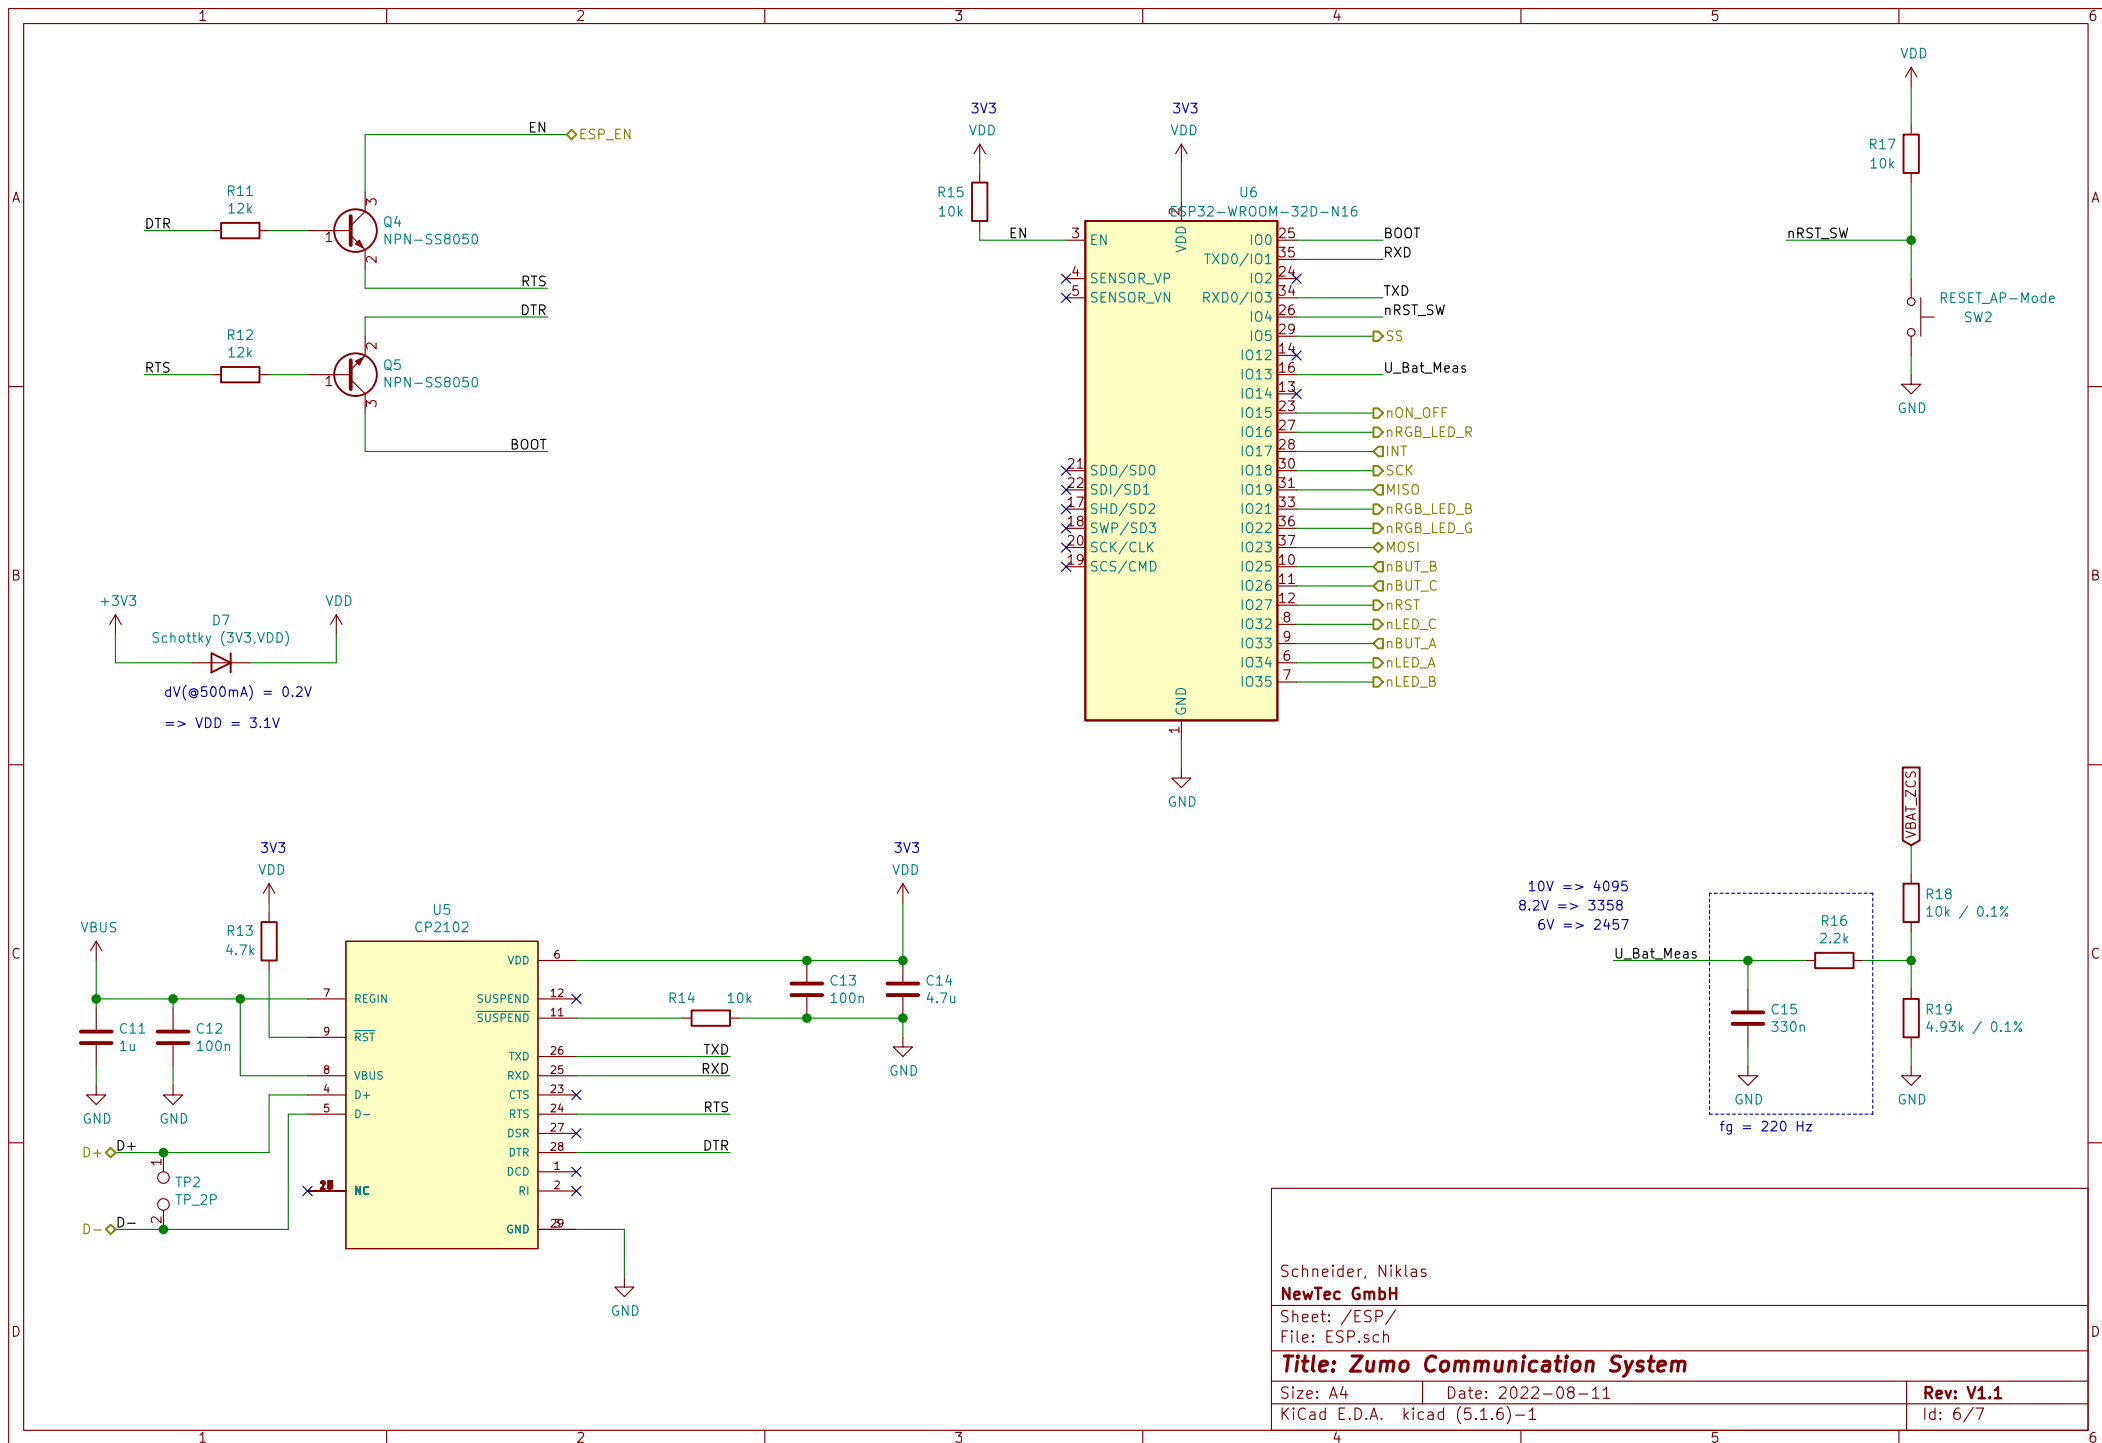 1 2 3 4 5 6
A
B
C
D
EN
ESP_EN
R11
12k
DTR
3
1
2
Q4
NPN-SS8050
RTS
DTR
R12
12k
RTS
2
1
3
Q5
NPN-SS8050
BOOT
+3V3
VDD
D7
Schottky (3V3,VDD)
dV(@500mA) = 0.2V
=> VDD = 3.1V
3V3
VDD
R15
10k
EN
3V3
VDD
U6
ESP32-WROOM-32D-N16
2
VDD
3 EN
4 SENSOR_VP
5 SENSOR_VN
21 SDO/SD0
22 SDI/SD1
17 SHD/SD2
18 SWP/SD3
20 SCK/CLK
19 SCS/CMD
IO0 25 BOOT
TXD0/IO1 35 RXD
IO2 24
RXD0/IO3 34 TXD
IO4 26 nRST_SW
IO5 29 SS
IO12 14
IO13 16 U_Bat_Meas
IO14 13
IO15 23 nON_OFF
IO16 27 nRGB_LED_R
IO17 28 INT
IO18 30 SCK
IO19 31 MISO
IO21 33 nRGB_LED_B
IO22 36 nRGB_LED_G
IO23 37 MOSI
IO25 10 nBUT_B
IO26 11 nBUT_C
IO27 12 nRST
IO32 8 nLED_C
IO33 9 nBUT_A
IO34 6 nLED_A
IO35 7 nLED_B
GND
1
GND
VDD
R17
10k
nRST_SW
RESET_AP-Mode
SW2
GND
3V3
VDD
R13
4.7k
VBUS
C11
1u
C12
100n
GND
GND
U5
CP2102
7 REGIN
9 RST
8 VBUS
4 D+
5 D-
NC
VDD 6
SUSPEND 12
SUSPEND 11
TXD 26 TXD
RXD 25 RXD
CTS 23
RTS 24 RTS
DSR 27
DTR 28 DTR
DCD 1
RI 2
GND
GND
D+ D+
1
TP2
TP_2P
2
D- D-
3V3
VDD
R14 10k
C13
100n
C14
4.7u
GND
VBAT_ZCS
10V => 4095
8.2V => 3358
6V => 2457
U_Bat_Meas
R16
2.2k
R18
10k / 0.1%
C15
330n
R19
4.93k / 0.1%
GND
GND
fg = 220 Hz
Schneider, Niklas
NewTec GmbH
Sheet: /ESP/
File: ESP.sch
Title: Zumo Communication System
Size: A4 Date: 2022-08-11 Rev: V1.1
KiCad E.D.A. kicad (5.1.6)-1 Id: 6/7
A
B
C
D
1 2 3 4 5 6